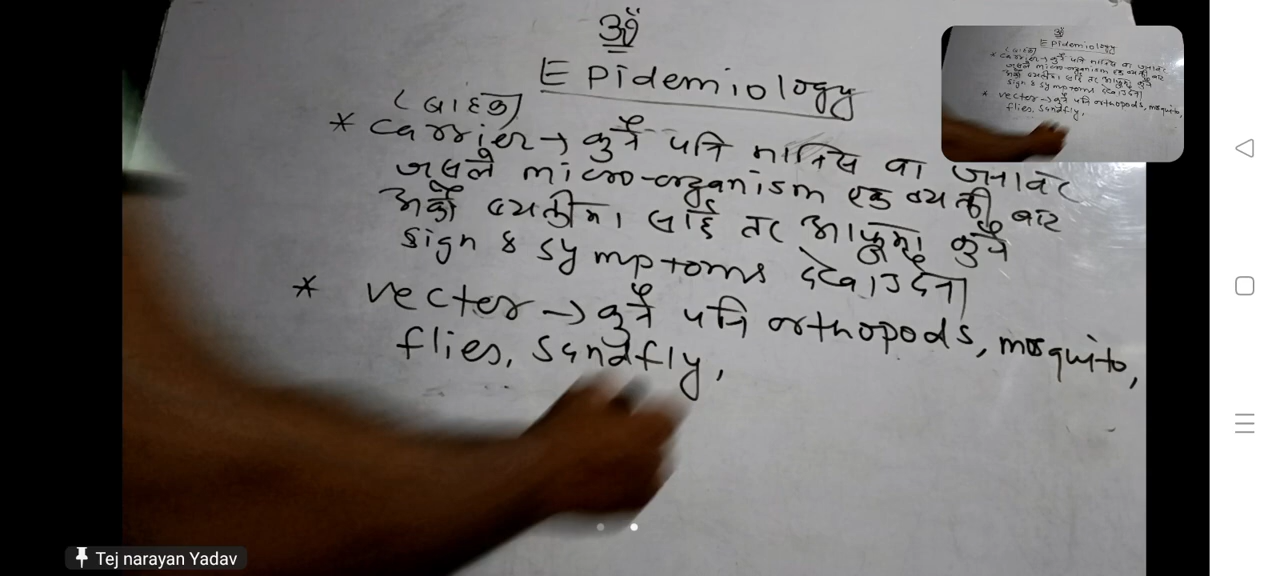 ॐ
Epidemiology
(बाहक)
* carrier → कुनै पनि मानिस वा जनावर
जसले micro-organism एक व्यक्ती बाट
अर्को व्यक्तीमा सार्छ तर आफूमा कुनै
sign & symptoms देखाउदैन।
* vecter → कुनै पनि orthopods, mosquito,
flies, sandfly,
Tej narayan Yadav